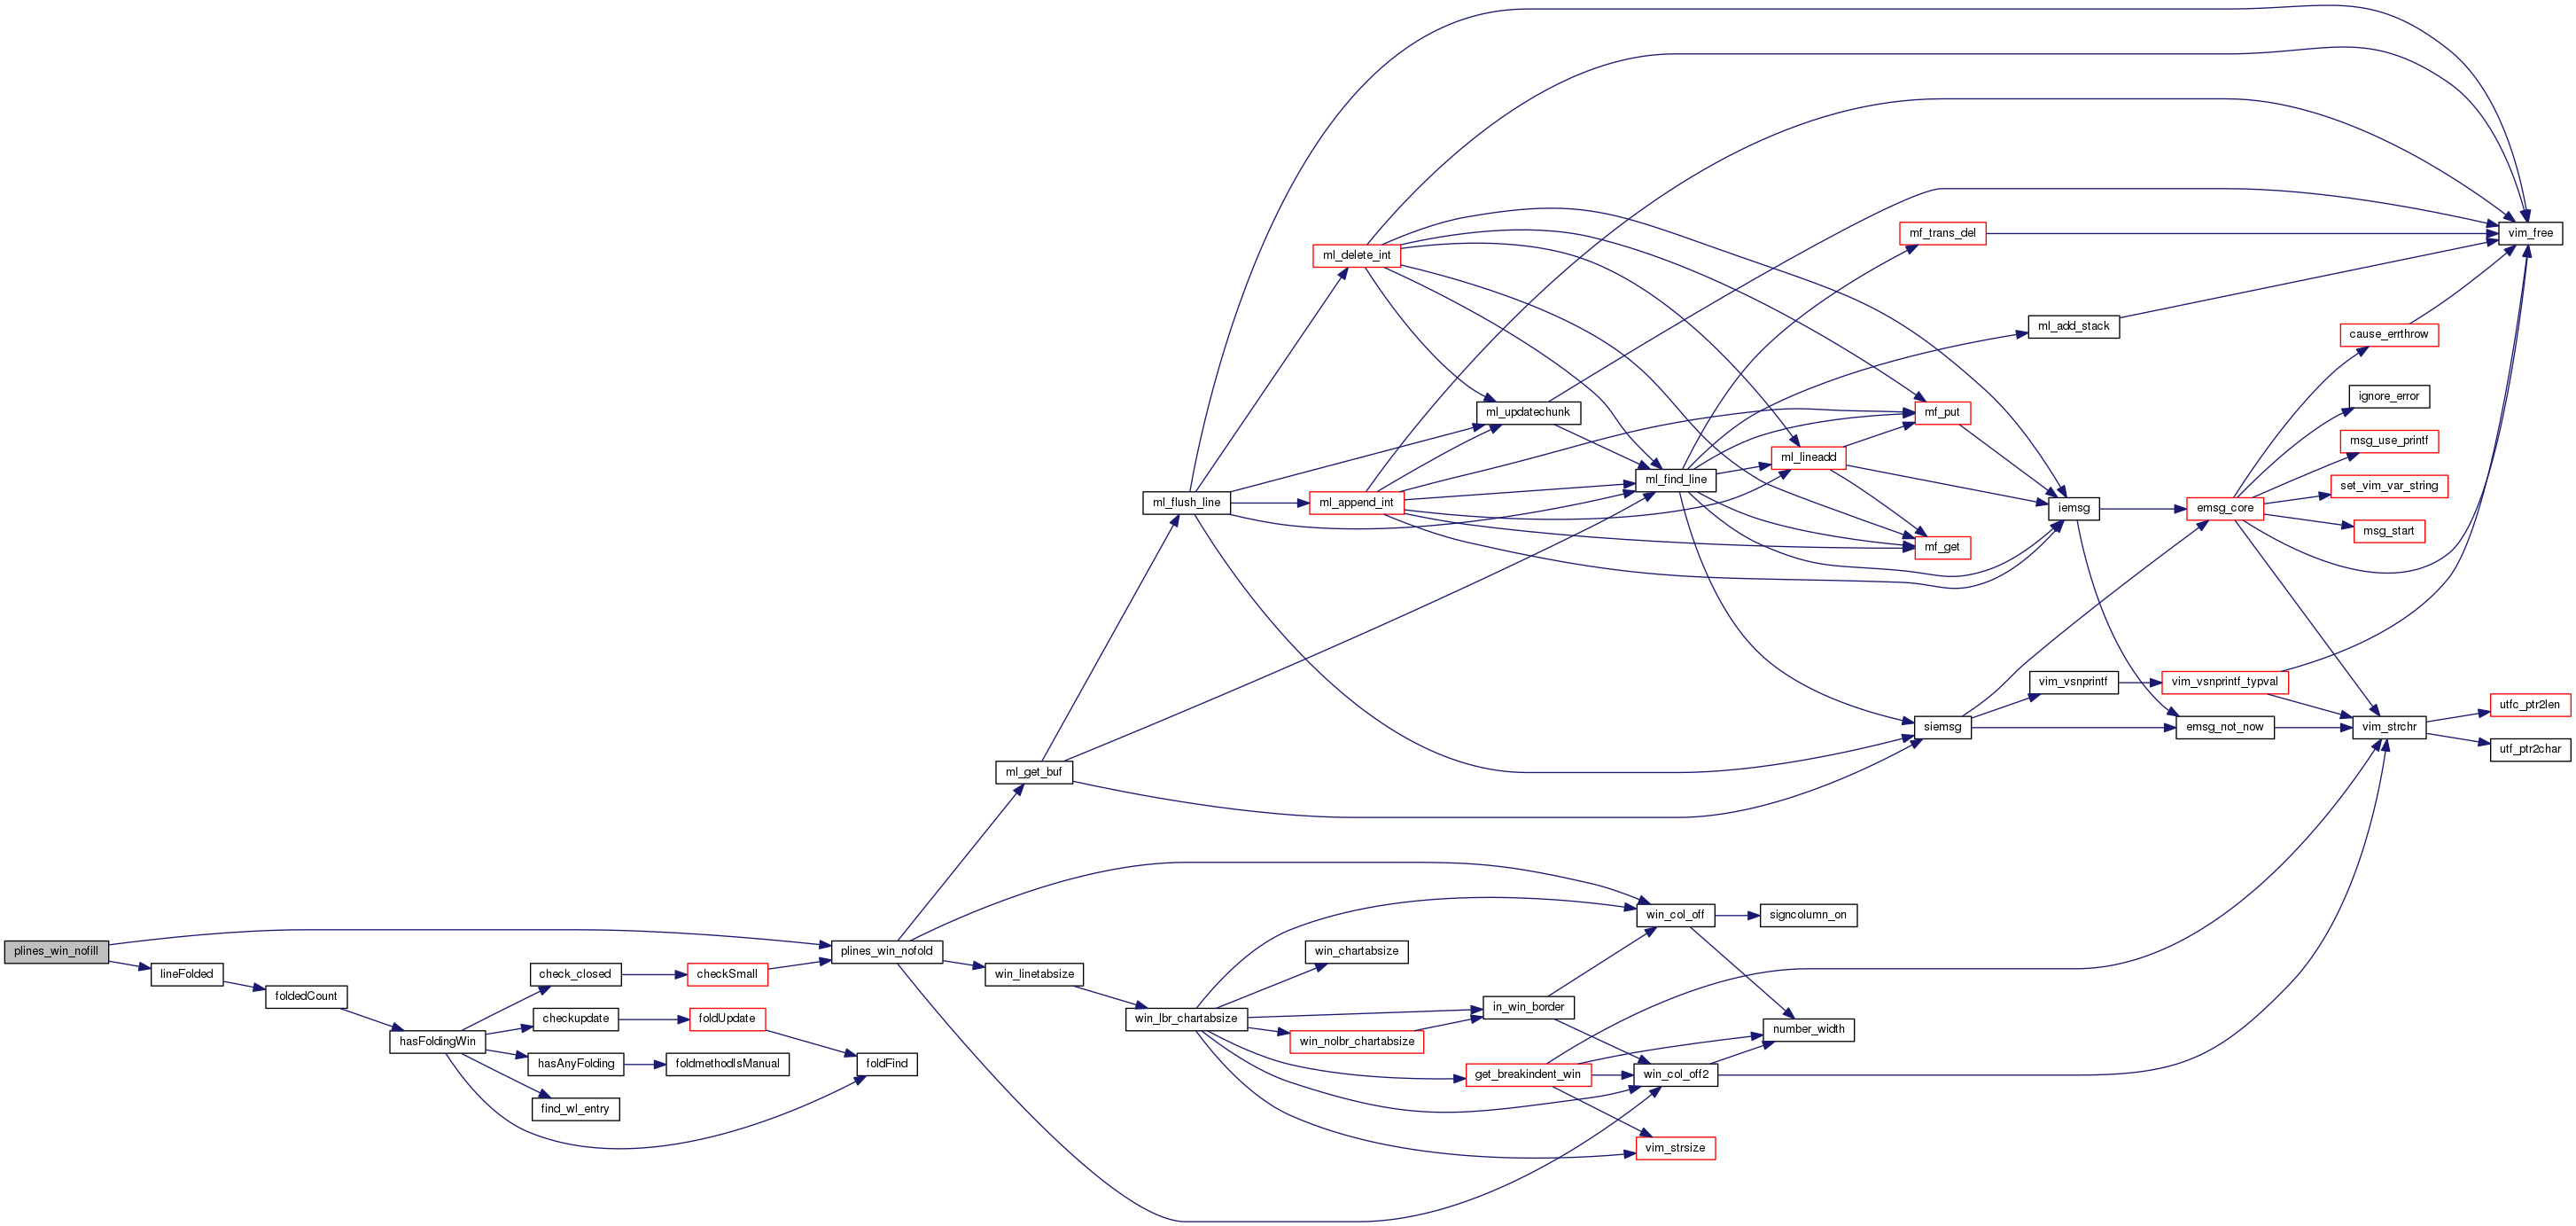 plines_win_nofill
lineFolded
foldedCount
hasFoldingWin
check_closed
checkupdate
hasAnyFolding
find_wl_entry
checkSmall
foldUpdate
foldmethodIsManual
foldFind
plines_win_nofold
ml_get_buf
win_linetabsize
ml_flush_line
win_lbr_chartabsize
ml_delete_int
ml_append_int
win_chartabsize
win_nolbr_chartabsize
ml_updatechunk
in_win_border
get_breakindent_win
ml_find_line
win_col_off
win_col_off2
vim_strsize
ml_lineadd
signcolumn_on
number_width
mf_trans_del
mf_put
mf_get
siemsg
ml_add_stack
iemsg
vim_vsnprintf
emsg_core
vim_vsnprintf_typval
emsg_not_now
cause_errthrow
ignore_error
msg_use_printf
set_vim_var_string
msg_start
vim_strchr
vim_free
utfc_ptr2len
utf_ptr2char